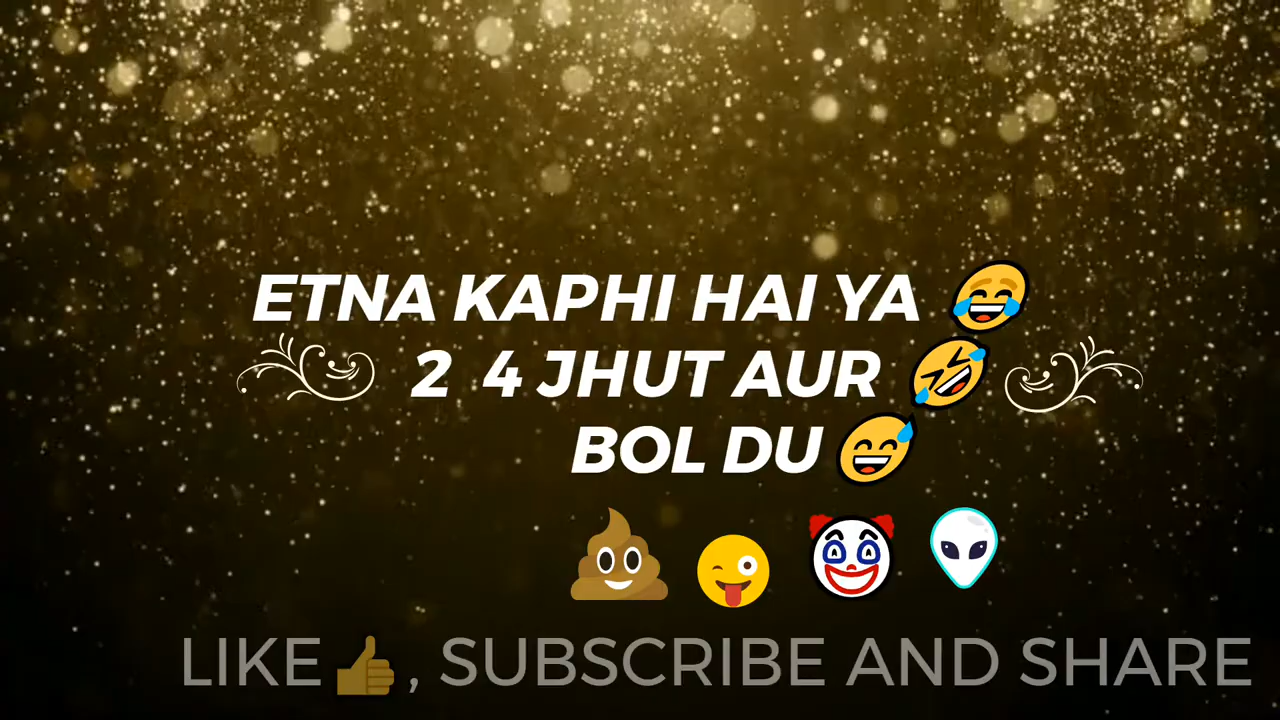 ETNA KAPHI HAI YA 😂
2 4 JHUT AUR 🤣
BOL DU 😅
💩 😜 🤡 👽
LIKE👍, SUBSCRIBE AND SHARE